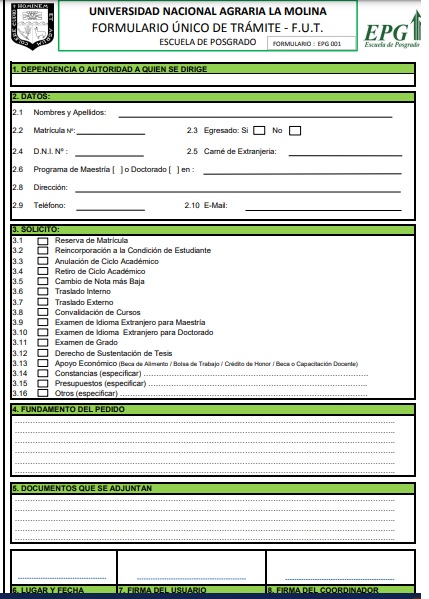 ET HOMINEM
UNIVERSIDAD NACIONAL AGRARIA LA MOLINA
FORMULARIO ÚNICO DE TRÁMITE - F.U.T.
ESCUELA DE POSGRADO
FORMULARIO : EPG 001
EPG
Escuela de Posgrado
1. DEPENDENCIA O AUTORIDAD A QUIEN SE DIRIGE
2. DATOS:
2.1 Nombres y Apellidos:
2.2 Matrícula Nº: 2.3 Egresado: Si No
2.4 D.N.I. Nº : 2.5 Carné de Extranjeria:
2.6 Programa de Maestría [ ] o Doctorado [ ] en :
2.8 Dirección:
2.9 Teléfono: 2.10 E-Mail:
3. SOLICITO:
3.1 Reserva de Matrícula
3.2 Reincorporación a la Condición de Estudiante
3.3 Anulación de Ciclo Académico
3.4 Retiro de Ciclo Académico
3.5 Cambio de Nota más Baja
3.6 Traslado Interno
3.7 Traslado Externo
3.8 Convalidación de Cursos
3.9 Examen de Idioma Extranjero para Maestría
3.10 Examen de Idioma Extranjero para Doctorado
3.11 Examen de Grado
3.12 Derecho de Sustentación de Tesis
3.13 Apoyo Económico (Beca de Alimento / Bolsa de Trabajo / Crédito de Honor / Beca o Capacitación Docente)
3.14 Constancias (especificar)
3.15 Presupuestos (especificar)
3.16 Otros (especificar)
4. FUNDAMENTO DEL PEDIDO
5. DOCUMENTOS QUE SE ADJUNTAN
6. LUGAR Y FECHA 7. FIRMA DEL USUARIO 8. FIRMA DEL COORDINADOR